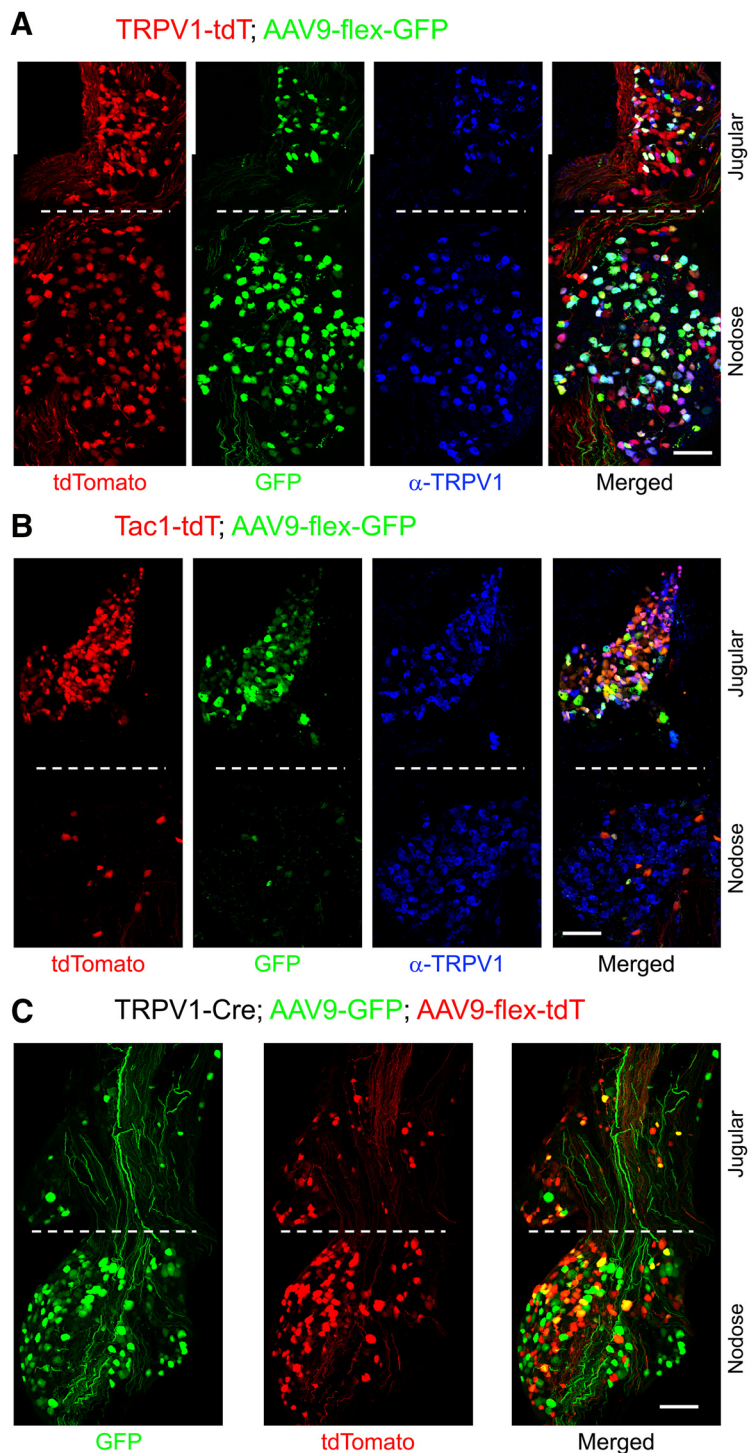 A
TRPV1-tdT; AAV9-flex-GFP
Jugular
Nodose
tdTomato GFP α-TRPV1 Merged
B
Tac1-tdT; AAV9-flex-GFP
Jugular
Nodose
tdTomato GFP α-TRPV1 Merged
C
TRPV1-Cre; AAV9-GFP; AAV9-flex-tdT
Jugular
Nodose
GFP tdTomato Merged